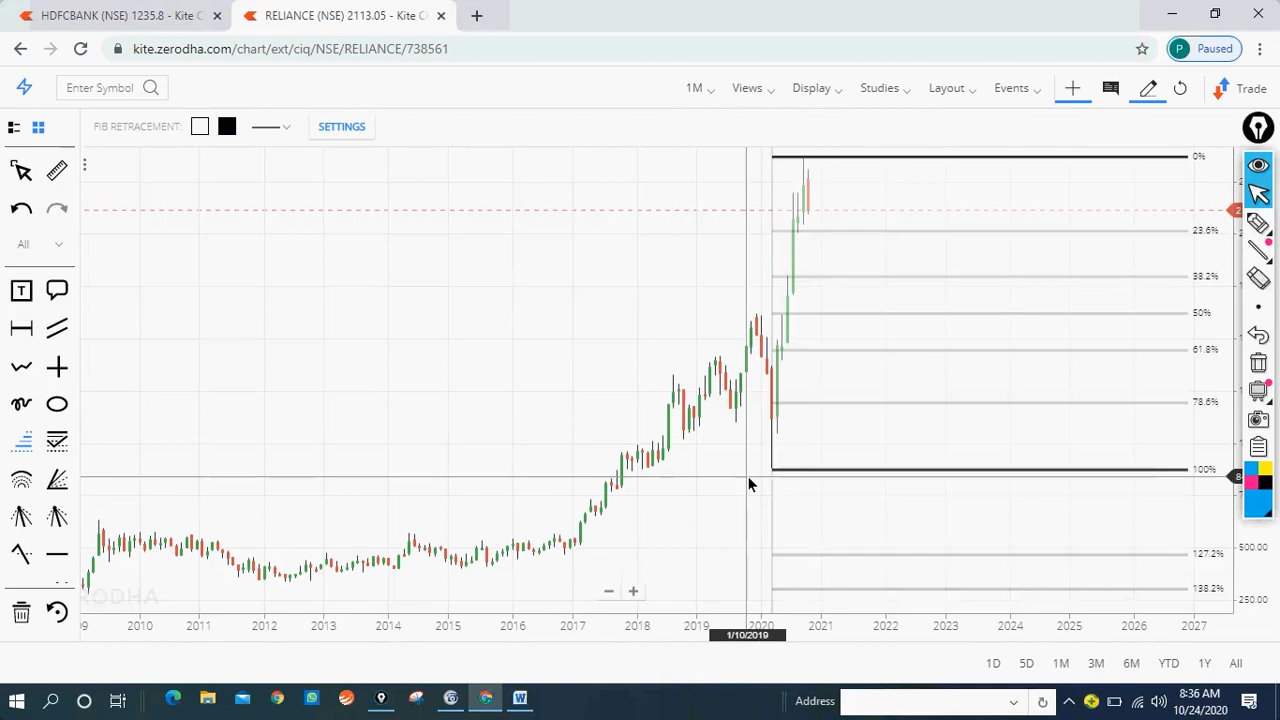 HDFCBANK (NSE) 1235.8 - Kite C
RELIANCE (NSE) 2113.05 - Kite C
kite.zerodha.com/chart/ext/ciq/NSE/RELIANCE/738561
P
Paused
Enter Symbol
1M
Views
Display
Studies
Layout
Events
Trade
FIB RETRACEMENT:
SETTINGS
All
T
0%
23.6%
38.2%
50%
61.8%
78.6%
100%
127.2%
138.2%
2
8
500.00
250.00
RODHA
2010
2011
2012
2013
2014
2015
2016
2017
2018
2019
2020
2021
2022
2023
2024
2025
2026
2027
1/10/2019
1D
5D
1M
3M
6M
YTD
1Y
All
Address
8:36 AM
10/24/2020